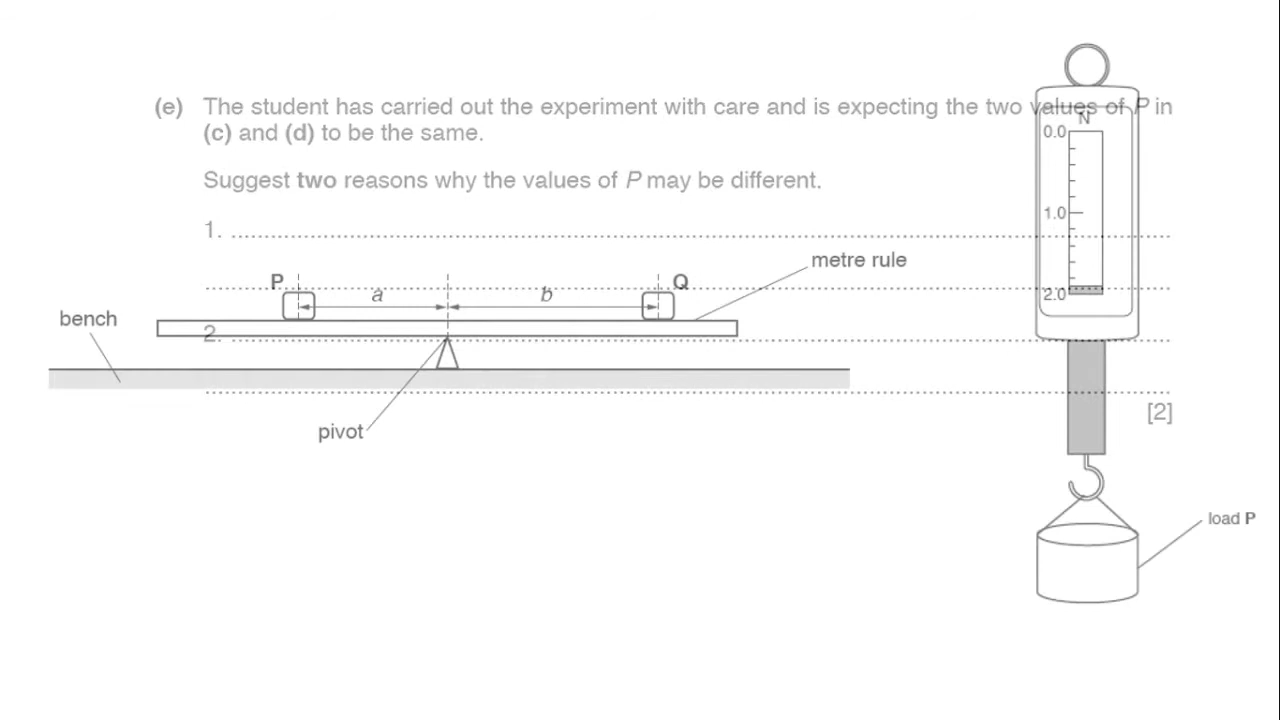 (e) The student has carried out the experiment with care and is expecting the two values of P in
(c) and (d) to be the same.
Suggest two reasons why the values of P may be different.
1.
2
[2]
P
a
b
Q
metre rule
bench
pivot
N
0.0
1.0
2.0
load P